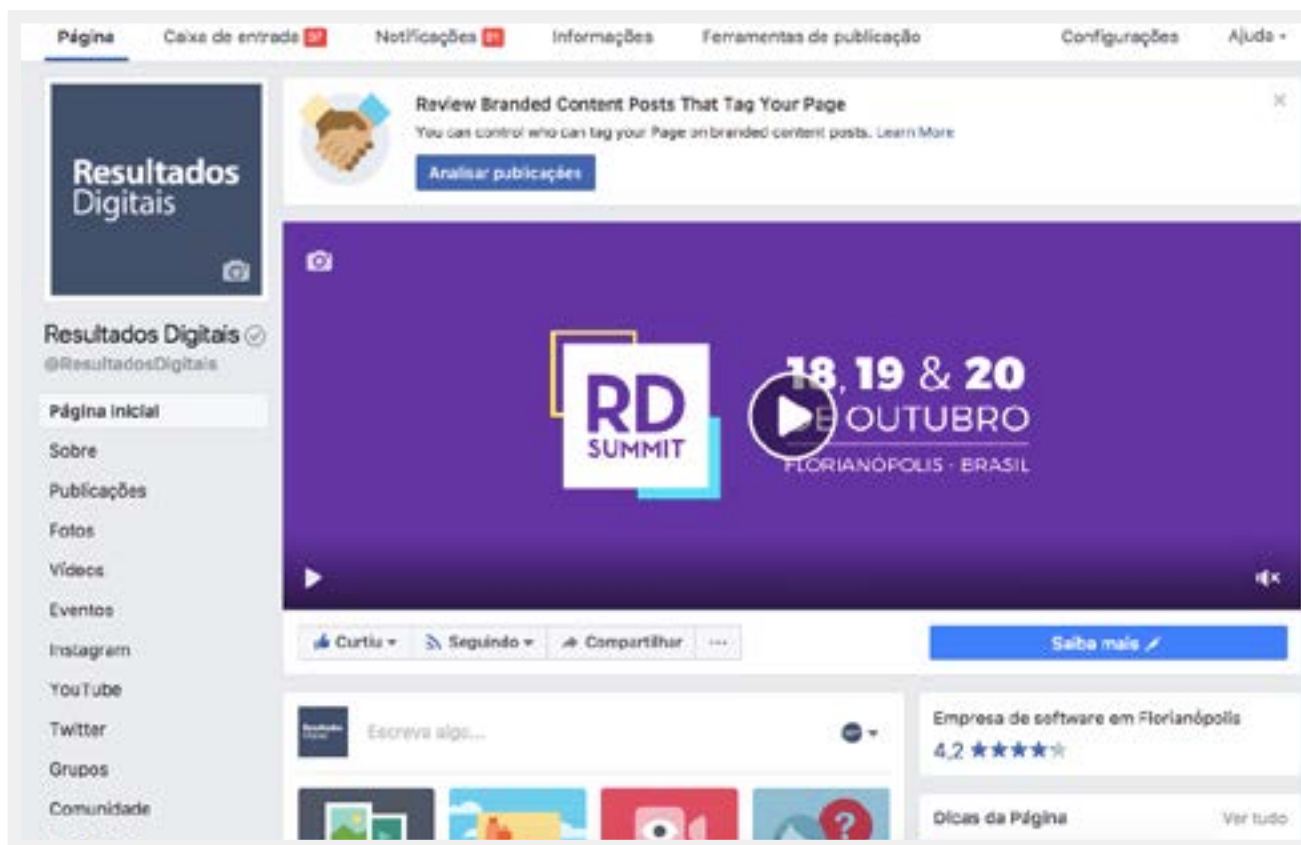 Página Caixa de entrada Notificações Informações Ferramentas de publicação Configurações Ajuda
Resultados
Digitais
Resultados Digitais
@ResultadosDigitais
Página inicial
Sobre
Publicações
Fotos
Vídeos
Eventos
Instagram
YouTube
Twitter
Grupos
Comunidade
Review Branded Content Posts That Tag Your Page
You can control who can tag your Page on branded content posts. Learn More
Analisar publicações
RD
SUMMIT
18, 19 & 20
DE OUTUBRO
FLORIANÓPOLIS - BRASIL
Curtiu Seguindo Compartilhar ...
Saiba mais
Escreva algo...
Empresa de software em Florianópolis
4,2
Dicas da Página Ver tudo